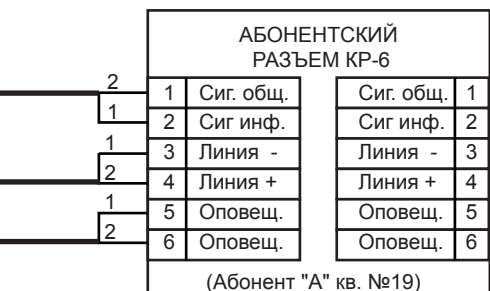 АБОНЕНТСКИЙ
РАЗЪЕМ КР-6
2 1 Сиг. общ. Сиг. общ. 1
1 2 Сиг инф. Сиг инф. 2
1 3 Линия - Линия - 3
2 4 Линия + Линия + 4
1 5 Оповещ. Оповещ. 5
2 6 Оповещ. Оповещ. 6
(Абонент "А" кв. №19)